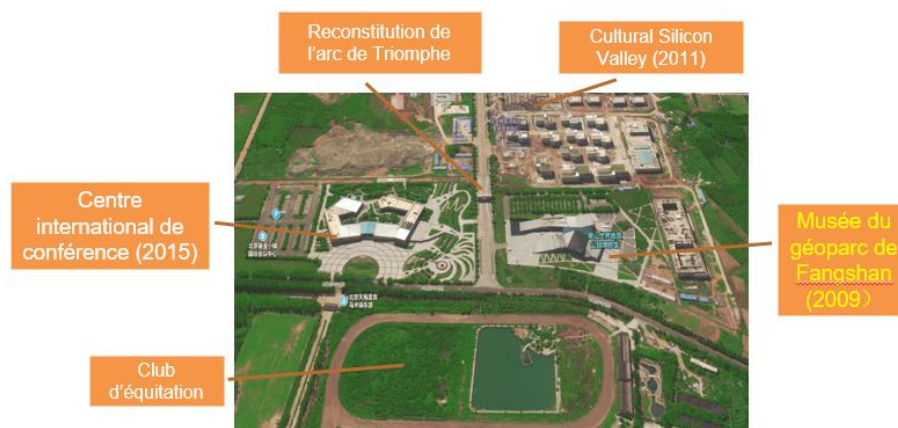 Reconstitution de
l'arc de Triomphe
Cultural Silicon
Valley (2011)
Centre
international de
conférence (2015)
Musée du
géoparc de
Fangshan
(2009）
Club
d'équitation
P